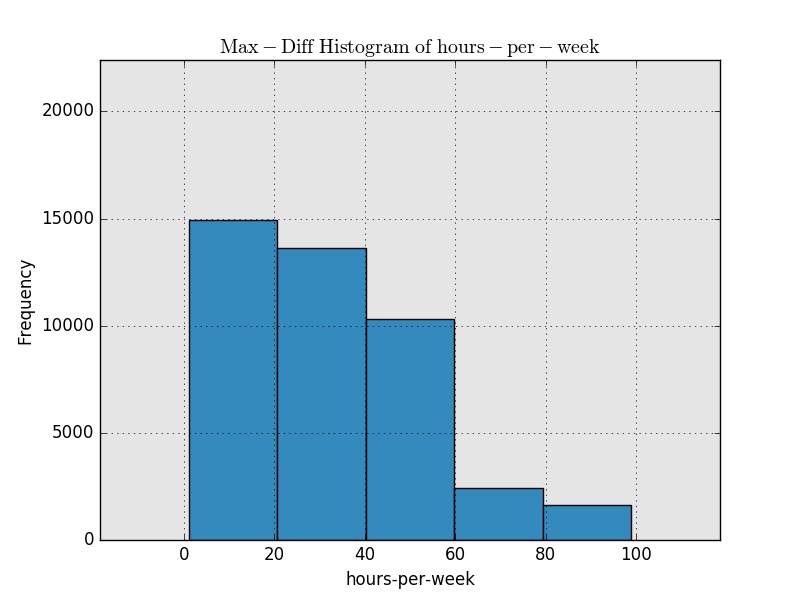 Max − Diff Histogram of hours − per − week
20000
15000
10000
5000
0
Frequency
0 20 40 60 80 100
hours-per-week